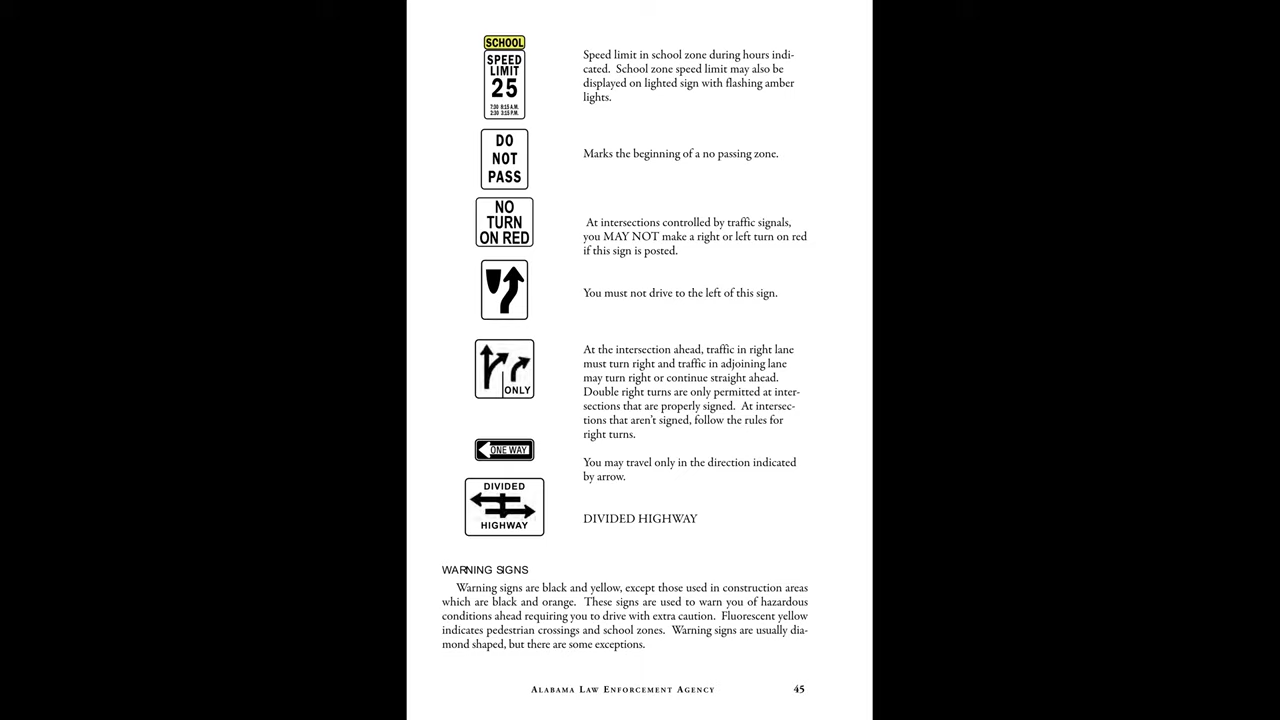 SCHOOL
SPEED
LIMIT
25
7:30 8:15 A.M.
2:30 3:15 P.M.
Speed limit in school zone during hours indi-
cated.  School zone speed limit may also be
displayed on lighted sign with flashing amber
lights.
DO
NOT
PASS
Marks the beginning of a no passing zone.
NO
TURN
ON RED
At intersections controlled by traffic signals,
you MAY NOT make a right or left turn on red
if this sign is posted.
You must not drive to the left of this sign.
ONLY
At the intersection ahead, traffic in right lane
must turn right and traffic in adjoining lane
may turn right or continue straight ahead.
Double right turns are only permitted at inter-
sections that are properly signed.  At intersec-
tions that aren't signed, follow the rules for
right turns.
ONE WAY
You may travel only in the direction indicated
by arrow.
DIVIDED
HIGHWAY
DIVIDED HIGHWAY
WARNING SIGNS
Warning signs are black and yellow, except those used in construction areas
which are black and orange.  These signs are used to warn you of hazardous
conditions ahead requiring you to drive with extra caution.  Fluorescent yellow
indicates pedestrian crossings and school zones.  Warning signs are usually dia-
mond shaped, but there are some exceptions.
ALABAMA LAW ENFORCEMENT AGENCY 45